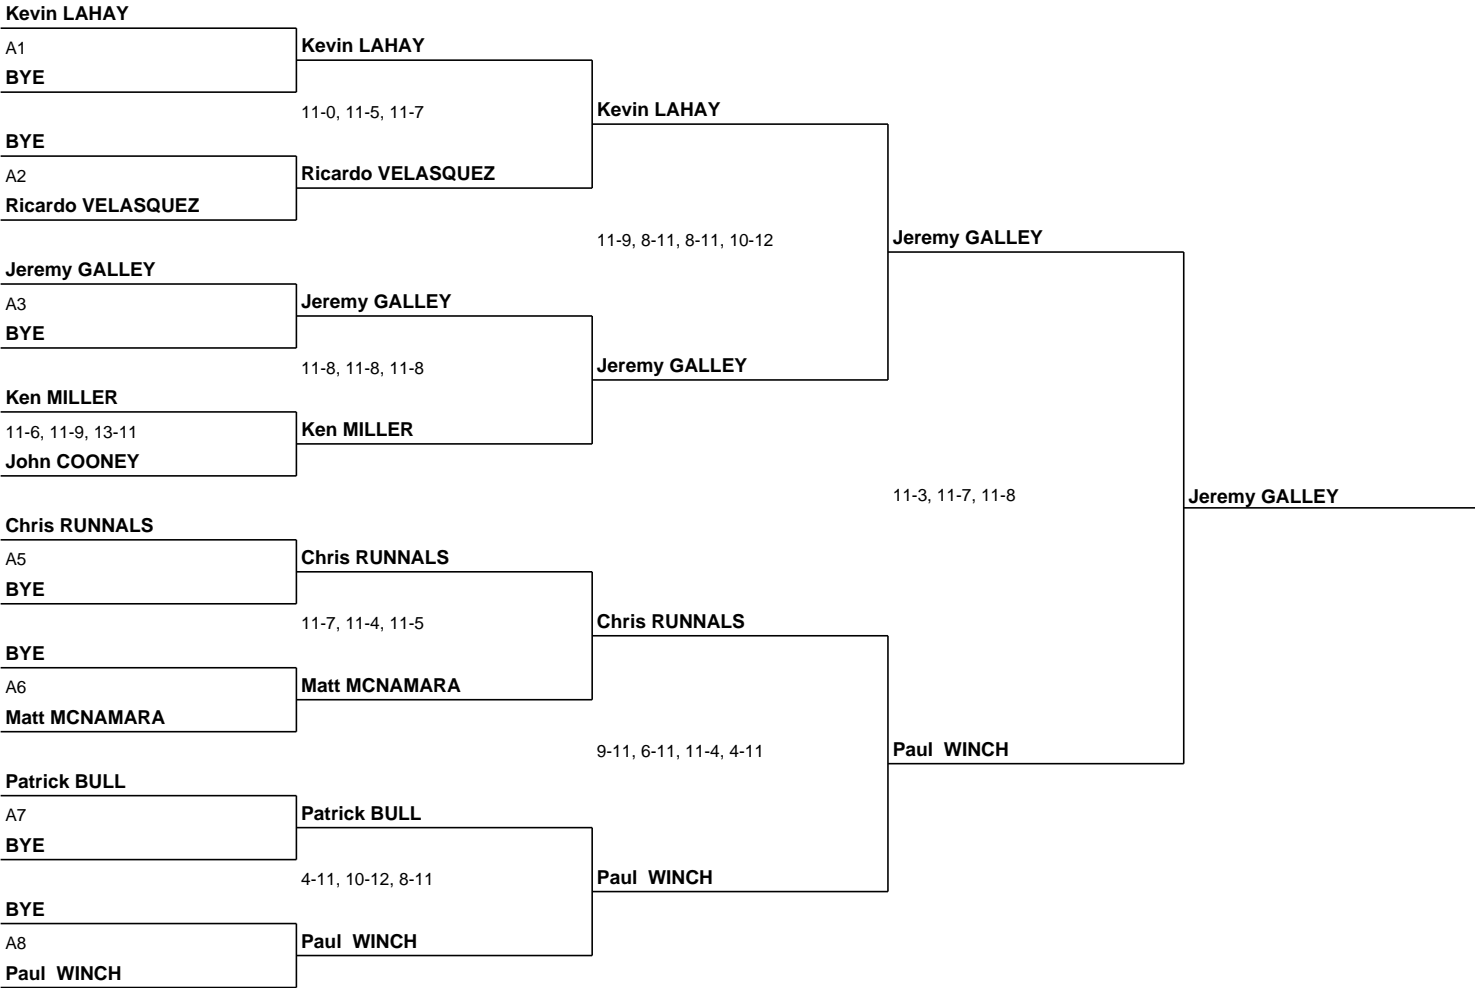 Kevin LAHAY
A1
BYE
BYE
A2
Ricardo VELASQUEZ
Jeremy GALLEY
A3
BYE
Ken MILLER
11-6, 11-9, 13-11
John COONEY
Chris RUNNALS
A5
BYE
BYE
A6
Matt MCNAMARA
Patrick BULL
A7
BYE
BYE
A8
Paul  WINCH
Kevin LAHAY
11-0, 11-5, 11-7
Ricardo VELASQUEZ
Jeremy GALLEY
11-8, 11-8, 11-8
Ken MILLER
Chris RUNNALS
11-7, 11-4, 11-5
Matt MCNAMARA
Patrick BULL
4-11, 10-12, 8-11
Paul  WINCH
Kevin LAHAY
11-9, 8-11, 8-11, 10-12
Jeremy GALLEY
Chris RUNNALS
9-11, 6-11, 11-4, 4-11
Paul  WINCH
Jeremy GALLEY
11-3, 11-7, 11-8
Paul  WINCH
Jeremy GALLEY